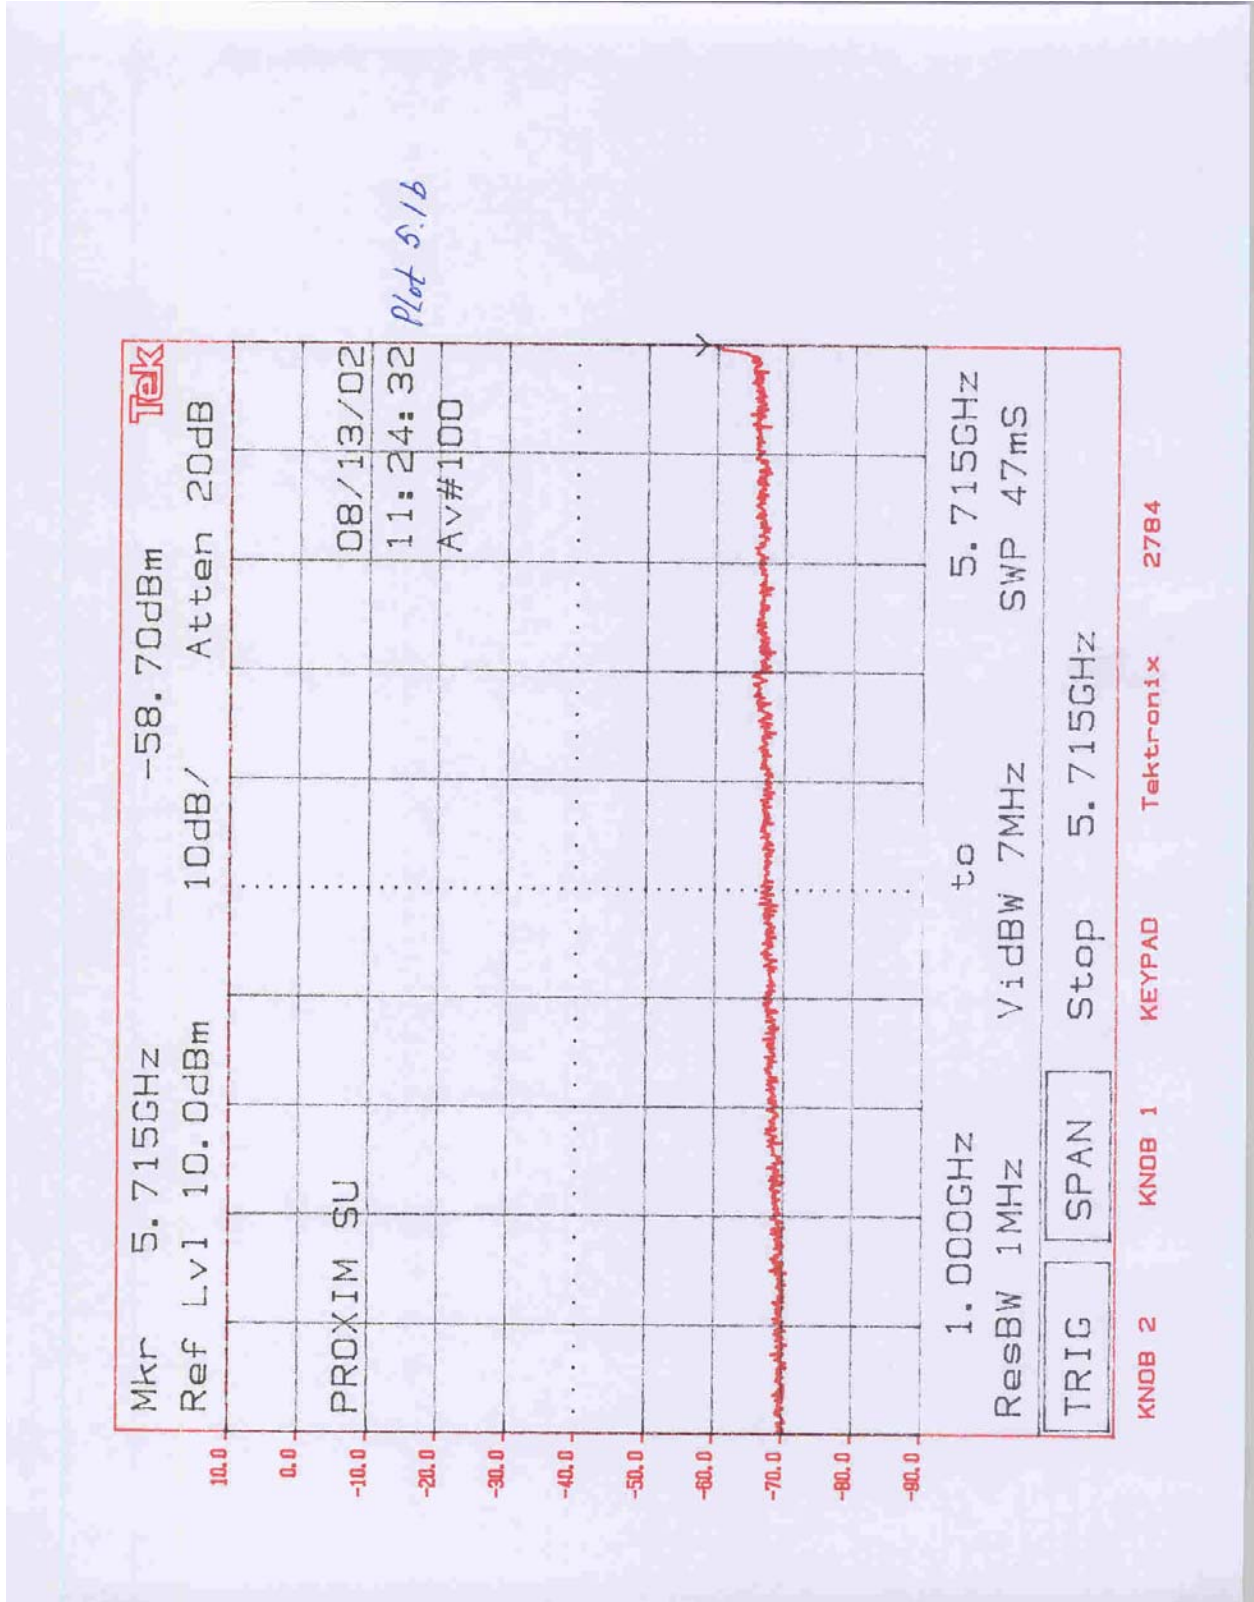 Mkr 5.715GHz -58.70dBm Tek
Ref Lvl 10.0dBm 10dB/ Atten 20dB
10.0
0.0
PROXIM SU 08/13/02
-10.0
11:24:32 Plot 5.1b
-20.0
Av#100
-30.0
-40.0
-50.0
-60.0
-70.0
-80.0
-90.0
1.000GHz to 5.715GHz
ResBW 1MHz VidBW 7MHz SWP 47mS
TRIG SPAN Stop 5.715GHz
KNOB 2 KNOB 1 KEYPAD Tektronix 2784